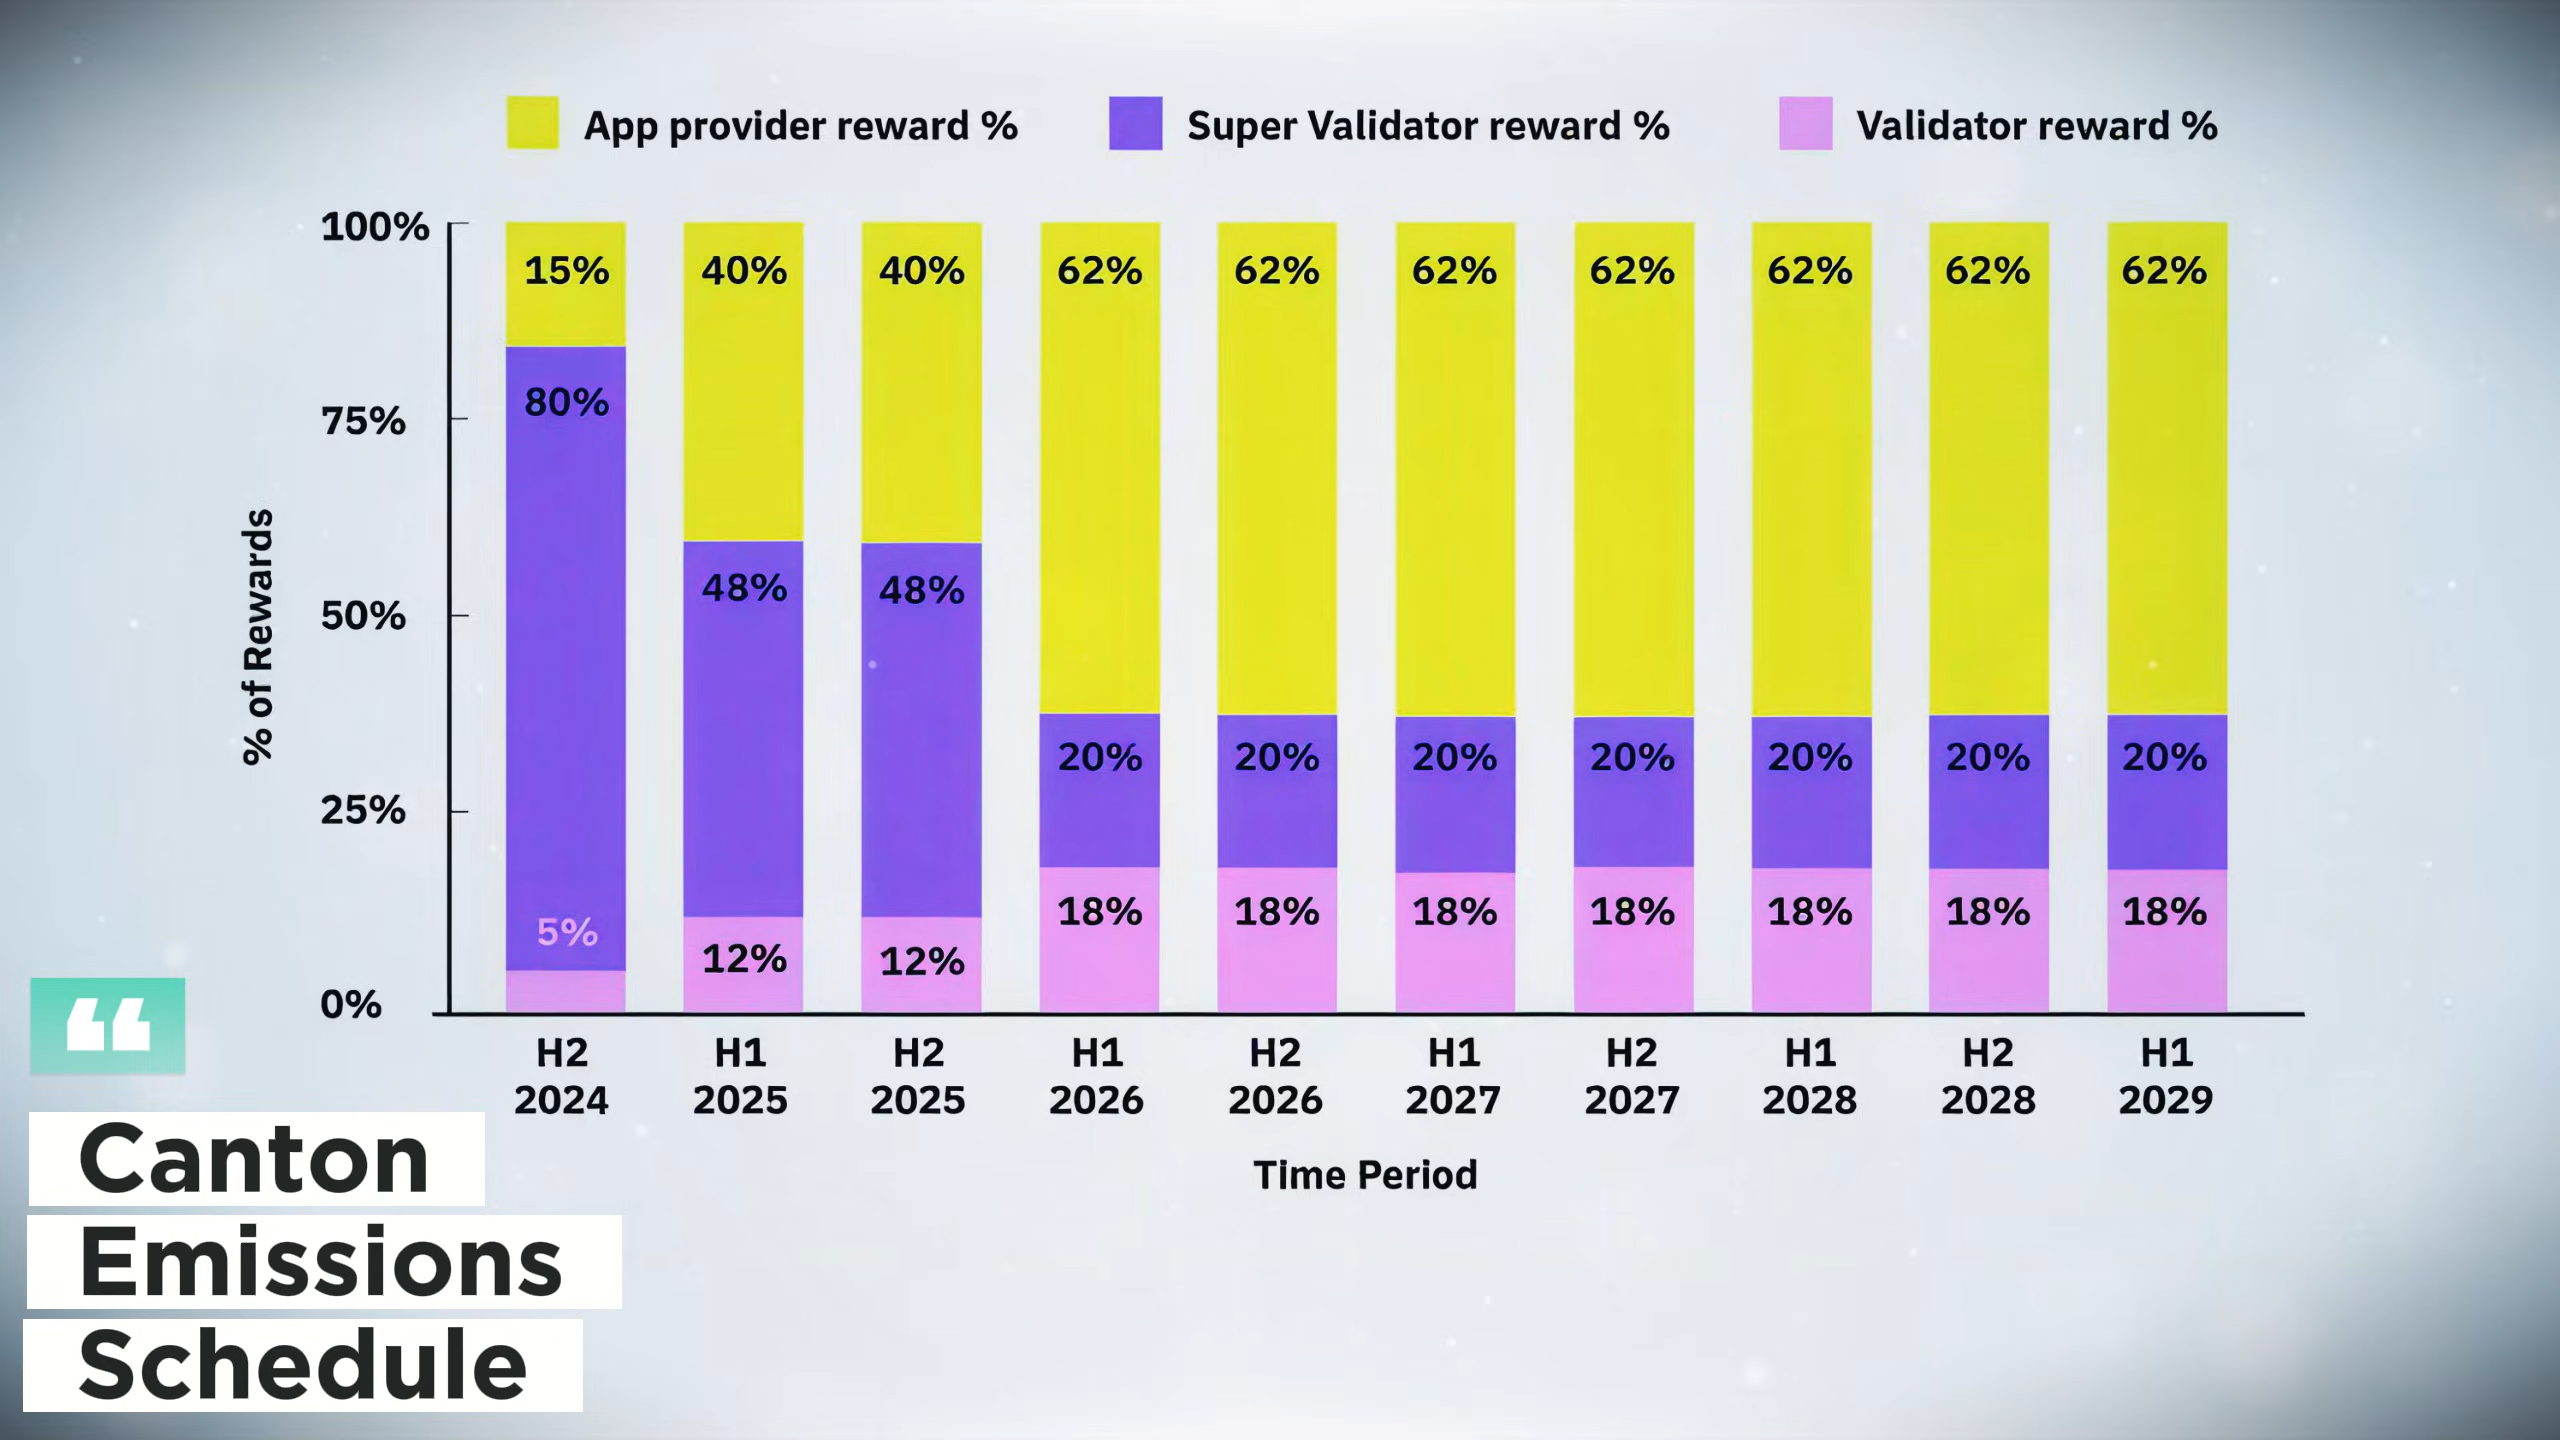 App provider reward % Super Validator reward % Validator reward %
100%
75%
50%
25%
0%
% of Rewards
15% 40% 40% 62% 62% 62% 62% 62% 62% 62%
80% 48% 48% 20% 20% 20% 20% 20% 20% 20%
5% 12% 12% 18% 18% 18% 18% 18% 18% 18%
H2 H1 H2 H1 H2 H1 H2 H1 H2 H1
2024 2025 2025 2026 2026 2027 2027 2028 2028 2029
Time Period
“
Canton
Emissions
Schedule